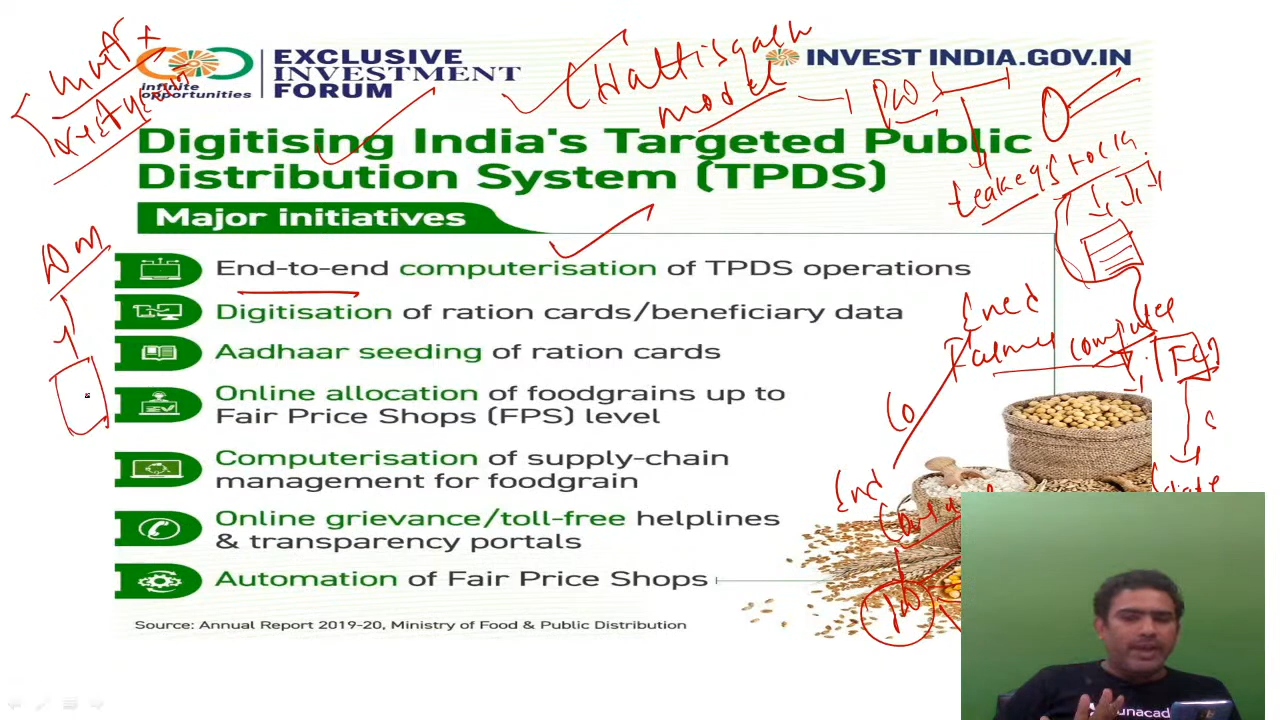 infinite opportunities
EXCLUSIVE
INVESTMENT
FORUM
INVEST INDIA.GOV.IN
CHattisgarh
model
PDS
Digitising India's Targeted Public
Distribution System (TPDS)
Major initiatives
DM
End-to-end computerisation of TPDS operations
Digitisation of ration cards/beneficiary data
Aadhaar seeding of ration cards
Online allocation of foodgrains up to
Fair Price Shops (FPS) level
Computerisation of supply-chain
management for foodgrain
Online grievance/toll-free helplines
& transparency portals
Automation of Fair Price Shops
FCI
End
Source: Annual Report 2019-20, Ministry of Food & Public Distribution
unacad